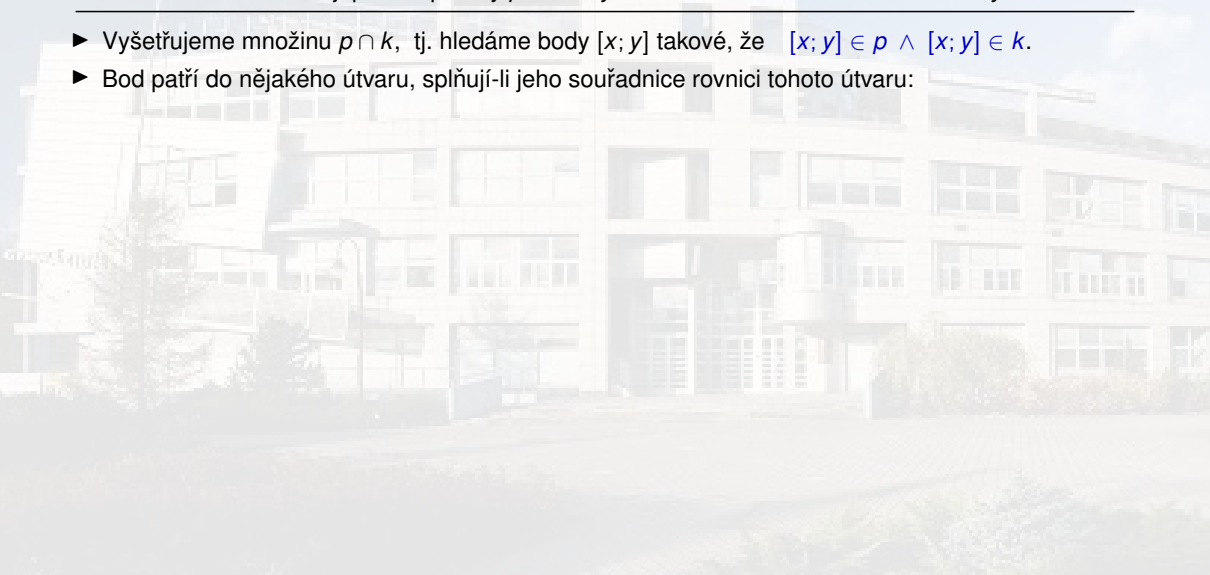 ► Vyšetřujeme množinu p ∩ k, tj. hledáme body [x; y] takové, že [x; y] ∈ p ∧ [x; y] ∈ k.
► Bod patří do nějakého útvaru, splňují-li jeho souřadnice rovnici tohoto útvaru: